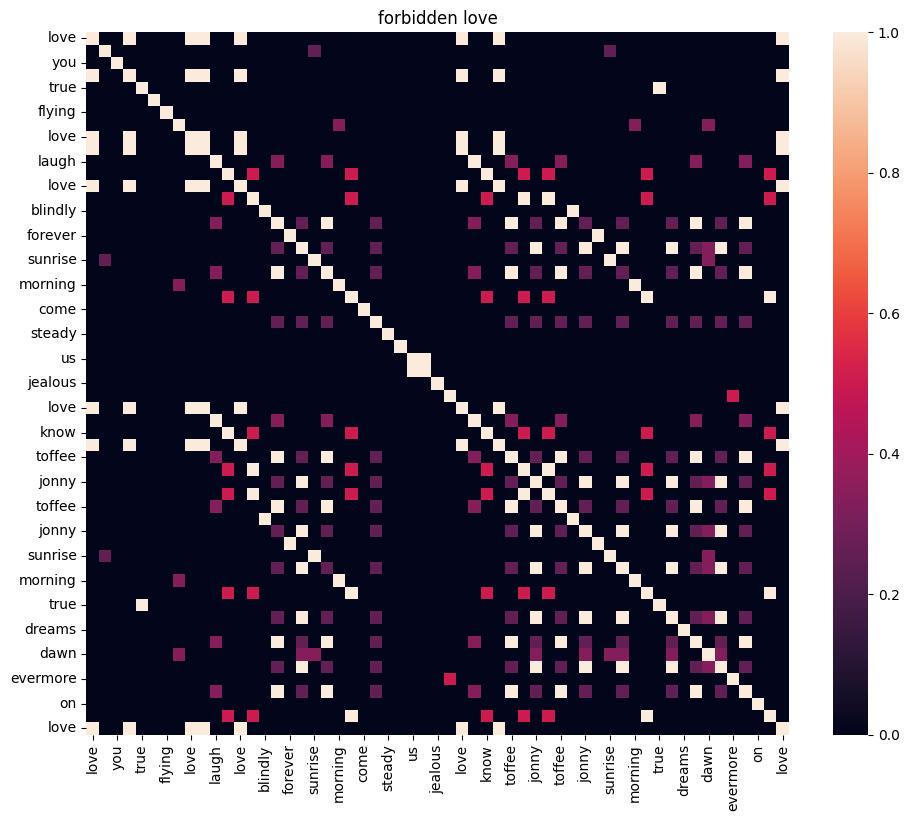 forbidden love
love
you
true
flying
love
laugh
love
blindly
forever
sunrise
morning
come
steady
us
jealous
love
know
toffee
jonny
toffee
jonny
sunrise
morning
true
dreams
dawn
evermore
on
love
1.0
0.8
0.6
0.4
0.2
0.0
love you true flying love laugh love blindly forever sunrise morning come steady us jealous love know toffee jonny toffee jonny sunrise morning true dreams dawn evermore on love